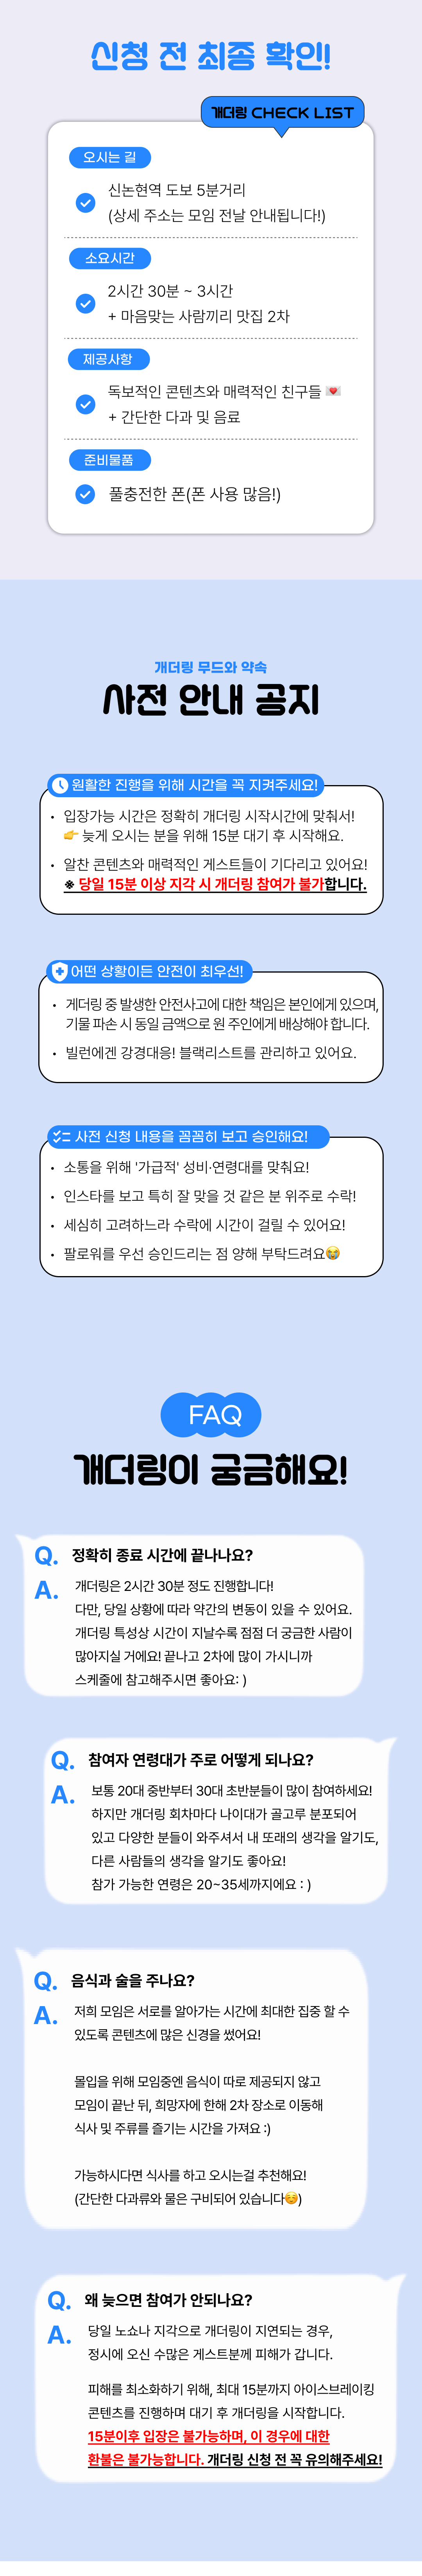 신청 전 최종 확인!
개더링 CHECK LIST
오시는 길
신논현역 도보 5분거리
(상세 주소는 모임 전날 안내됩니다!)
소요시간
2시간 30분 ~ 3시간
+ 마음맞는 사람끼리 맛집 2차
제공사항
독보적인 콘텐츠와 매력적인 친구들 💌
+ 간단한 다과 및 음료
준비물품
풀충전한 폰(폰 사용 많음!)
개더링 무드와 약속
사전 안내 공지
원활한 진행을 위해 시간을 꼭 지켜주세요!
• 입장가능 시간은 정확히 개더링 시작시간에 맞춰서!
👉 늦게 오시는 분을 위해 15분 대기 후 시작해요.
• 알찬 콘텐츠와 매력적인 게스트들이 기다리고 있어요!
※ 당일 15분 이상 지각 시 개더링 참여가 불가합니다.
어떤 상황이든 안전이 최우선!
• 게더링 중 발생한 안전사고에 대한 책임은 본인에게 있으며,
기물 파손 시 동일 금액으로 원 주인에게 배상해야 합니다.
• 빌런에겐 강경대응! 블랙리스트를 관리하고 있어요.
사전 신청 내용을 꼼꼼히 보고 승인해요!
• 소통을 위해 '가급적' 성비·연령대를 맞춰요!
• 인스타를 보고 특히 잘 맞을 것 같은 분 위주로 수락!
• 세심히 고려하느라 수락에 시간이 걸릴 수 있어요!
• 팔로워를 우선 승인드리는 점 양해 부탁드려요😭
FAQ
개더링이 궁금해요!
Q. 정확히 종료 시간에 끝나나요?
A. 개더링은 2시간 30분 정도 진행합니다!
다만, 당일 상황에 따라 약간의 변동이 있을 수 있어요.
개더링 특성상 시간이 지날수록 점점 더 궁금한 사람이
많아지실 거에요! 끝나고 2차에 많이 가시니까
스케줄에 참고해주시면 좋아요: )
Q. 참여자 연령대가 주로 어떻게 되나요?
A. 보통 20대 중반부터 30대 초반분들이 많이 참여하세요!
하지만 개더링 회차마다 나이대가 골고루 분포되어
있고 다양한 분들이 와주셔서 내 또래의 생각을 알기도,
다른 사람들의 생각을 알기도 좋아요!
참가 가능한 연령은 20~35세까지에요 : )
Q. 음식과 술을 주나요?
A. 저희 모임은 서로를 알아가는 시간에 최대한 집중 할 수
있도록 콘텐츠에 많은 신경을 썼어요!
몰입을 위해 모임중엔 음식이 따로 제공되지 않고
모임이 끝난 뒤, 희망자에 한해 2차 장소로 이동해
식사 및 주류를 즐기는 시간을 가져요 :)
가능하시다면 식사를 하고 오시는걸 추천해요!
(간단한 다과류와 물은 구비되어 있습니다☺️)
Q. 왜 늦으면 참여가 안되나요?
A. 당일 노쇼나 지각으로 개더링이 지연되는 경우,
정시에 오신 수많은 게스트분께 피해가 갑니다.
피해를 최소화하기 위해, 최대 15분까지 아이스브레이킹
콘텐츠를 진행하며 대기 후 개더링을 시작합니다.
15분이후 입장은 불가능하며, 이 경우에 대한
환불은 불가능합니다. 개더링 신청 전 꼭 유의해주세요!